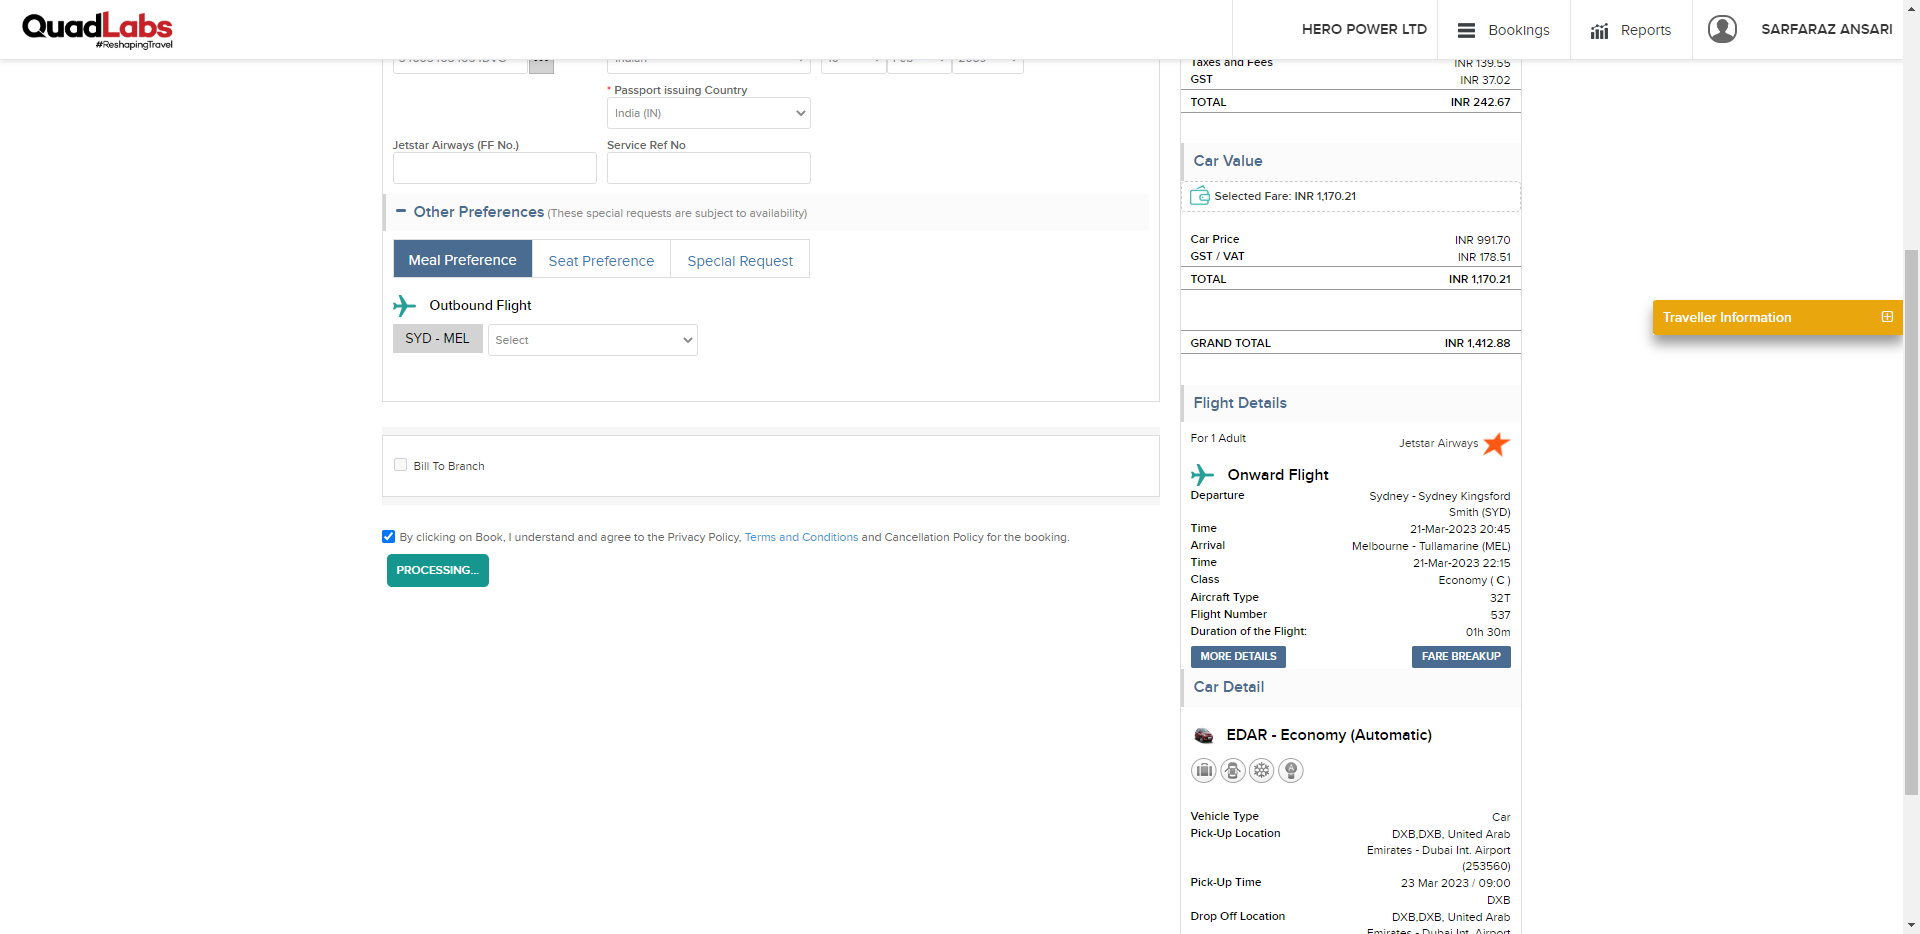 QuadLabs
#ReshapingTravel
HERO POWER LTD
Bookings
Reports
SARFARAZ ANSARI
Indian
Feb
* Passport issuing Country
India (IN)
Jetstar Airways (FF No.)
Service Ref No
Other Preferences (These special requests are subject to availability)
Meal Preference
Seat Preference
Special Request
Outbound Flight
SYD - MEL
Select
Bill To Branch
By clicking on Book, I understand and agree to the Privacy Policy, Terms and Conditions and Cancellation Policy for the booking.
PROCESSING...
Taxes and Fees INR 139.55
GST INR 37.02
TOTAL INR 242.67
Car Value
Selected Fare: INR 1,170.21
Car Price INR 991.70
GST / VAT INR 178.51
TOTAL INR 1,170.21
GRAND TOTAL INR 1,412.88
Flight Details
For 1 Adult Jetstar Airways
Onward Flight
Departure Sydney - Sydney Kingsford
Smith (SYD)
Time 21-Mar-2023 20:45
Arrival Melbourne - Tullamarine (MEL)
Time 21-Mar-2023 22:15
Class Economy ( C )
Aircraft Type 32T
Flight Number 537
Duration of the Flight: 01h 30m
MORE DETAILS FARE BREAKUP
Car Detail
EDAR - Economy (Automatic)
Vehicle Type Car
Pick-Up Location DXB,DXB, United Arab
Emirates - Dubai Int. Airport
(253560)
Pick-Up Time 23 Mar 2023 / 09:00
DXB
Drop Off Location DXB,DXB, United Arab
Emirates - Dubai Int. Airport
Traveller Information